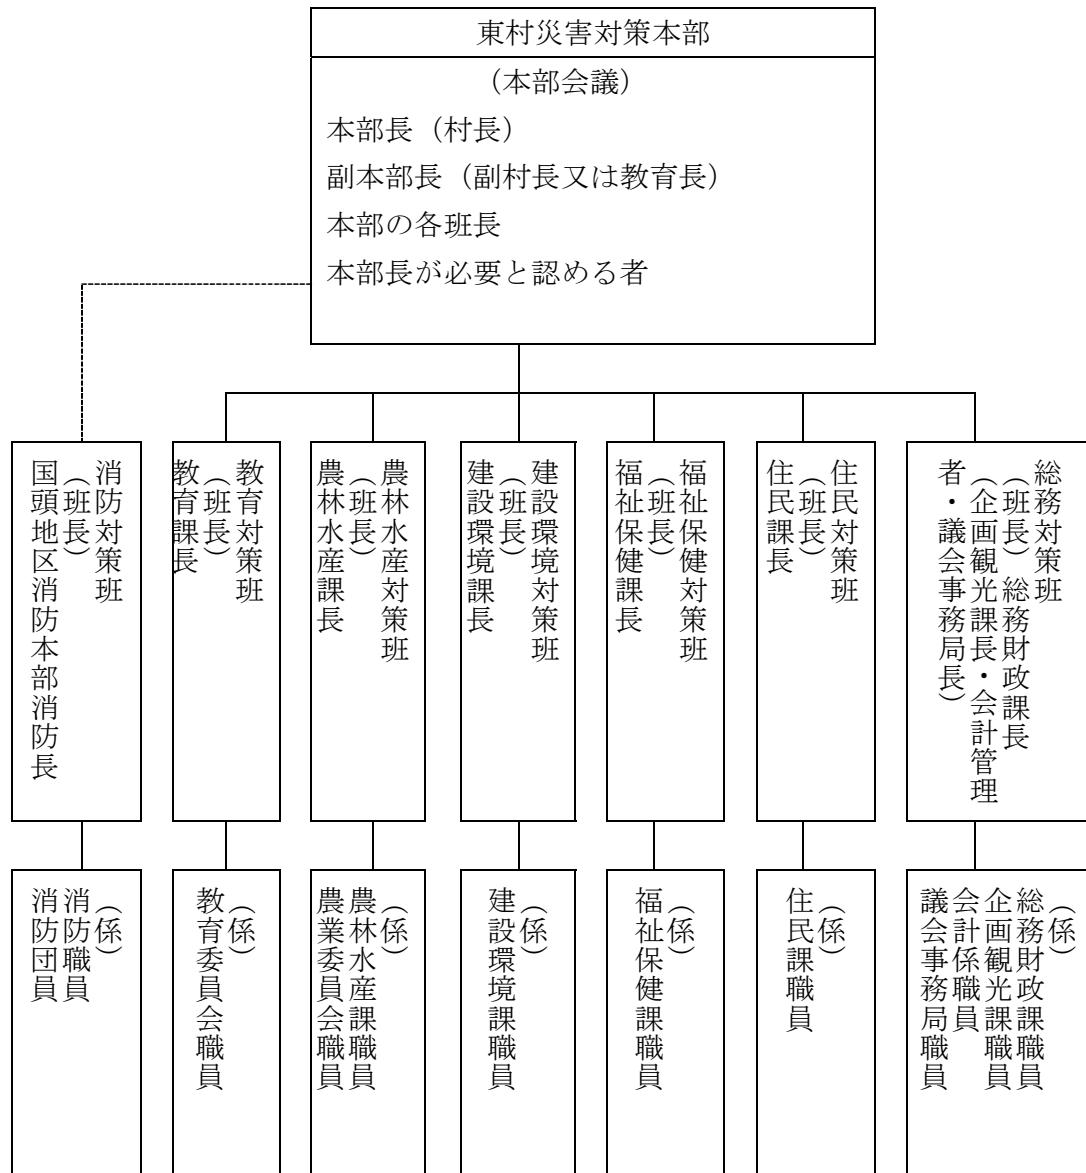 東村災害対策本部
（本部会議）
本部長（村長）
副本部長（副村長又は教育長）
本部の各班長
本部長が必要と認める者
総務対策班
（班長）総務財政課長
（企画観光課長・会計管理
者・議会事務局長）
住民対策班
（班長）
住民課長
福祉保健対策班
（班長）
福祉保健課長
建設環境対策班
（班長）
建設環境課長
農林水産対策班
（班長）
農林水産課長
教育対策班
（班長）
教育課長
消防対策班
（班長）
国頭地区消防本部消防長
（係）
総務財政課職員
企画観光課職員
会計係職員
議会事務局職員
（係）
住民課職員
（係）
福祉保健課職員
（係）
建設環境課職員
（係）
農林水産課職員
農業委員会職員
（係）
教育委員会職員
（係）
消防職員
消防団員